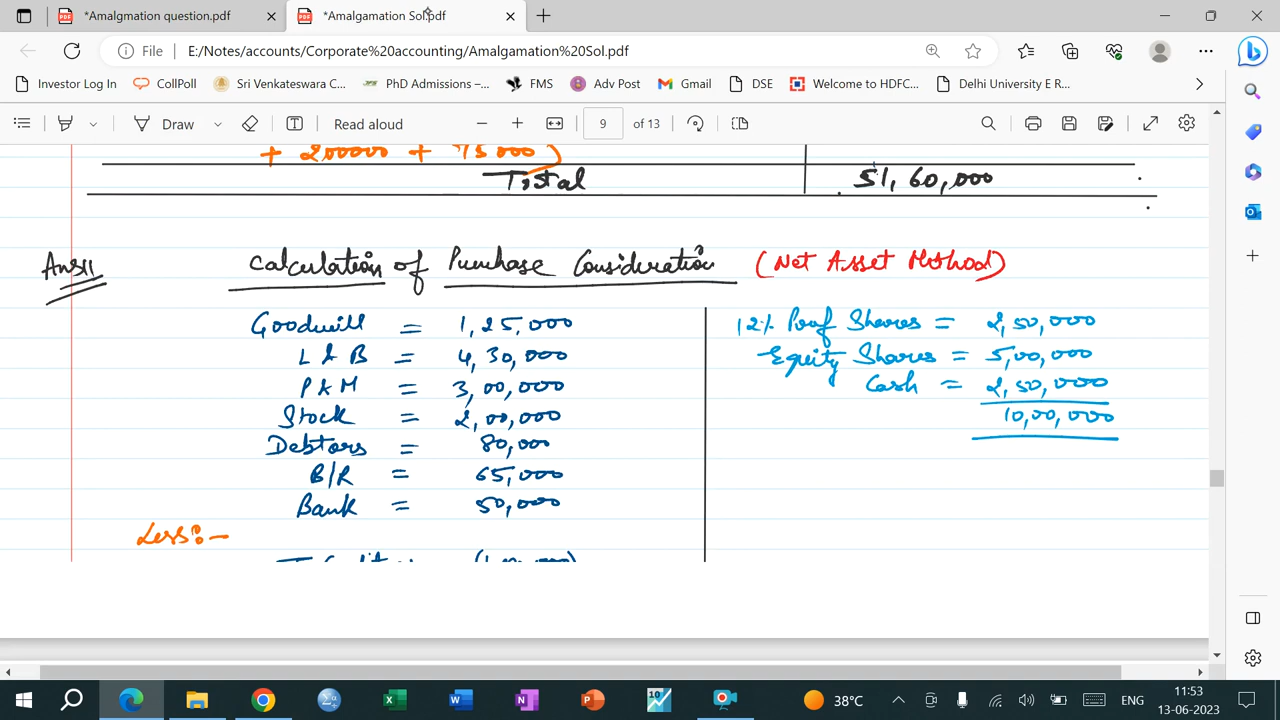 *Amalgmation question.pdf
*Amalgamation Sol.pdf
File E:/Notes/accounts/Corporate%20accounting/Amalgamation%20Sol.pdf
Investor Log In CollPoll Sri Venkateswara C... PhD Admissions –... FMS Adv Post Gmail DSE Welcome to HDFC... Delhi University E R...
Draw Read aloud 9 of 13
+ 200000 + 75000)
Total 51,60,000
Ans11 Calculation of Purchase Consideration (Net Asset Method)
Goodwill = 1,25,000
L & B = 4,30,000
P & M = 3,00,000
Stock = 2,00,000
Debtors = 80,000
B/R = 65,000
Bank = 50,000
Less:-
12% Pref Shares = 2,50,000
Equity Shares = 5,00,000
Cash = 2,50,000
10,00,000
38°C ENG 11:53
13-06-2023